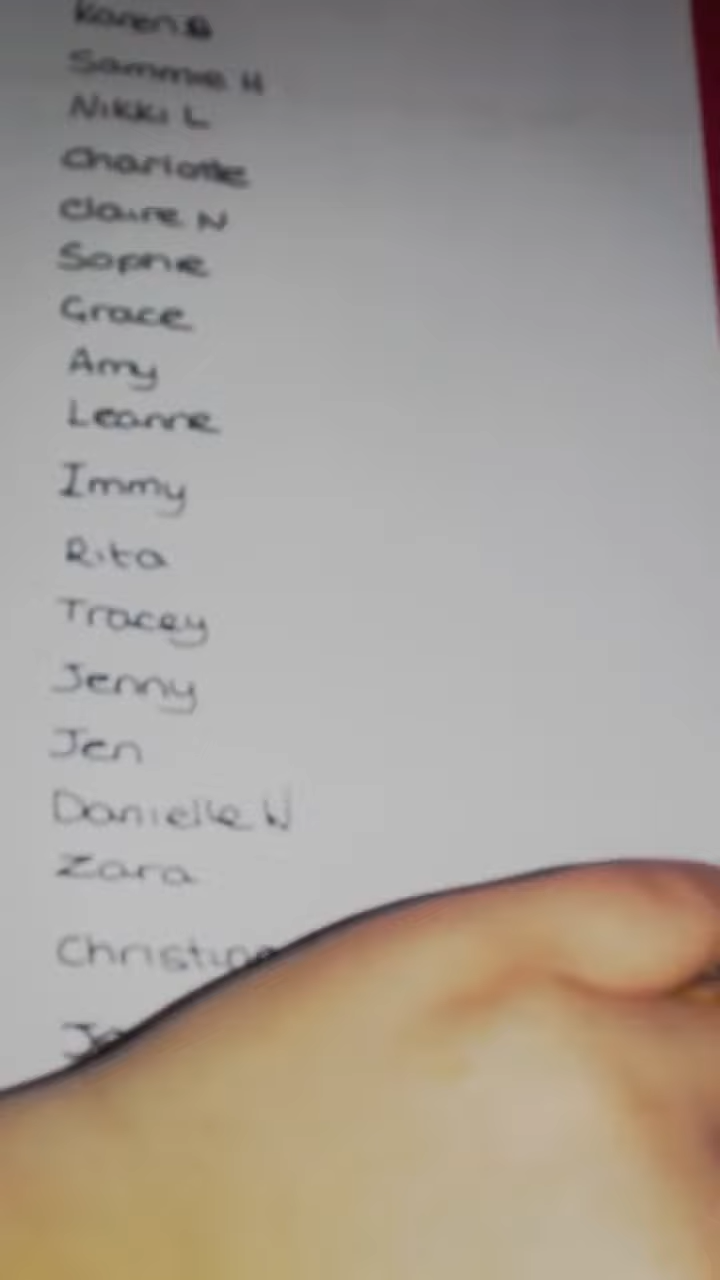 Karen B
Sammie H
Nikki L
Charlotte
Claire N
Sophie
Grace
Amy
Leanne
Immy
Rita
Tracey
Jenny
Jen
Danielle W
Zara